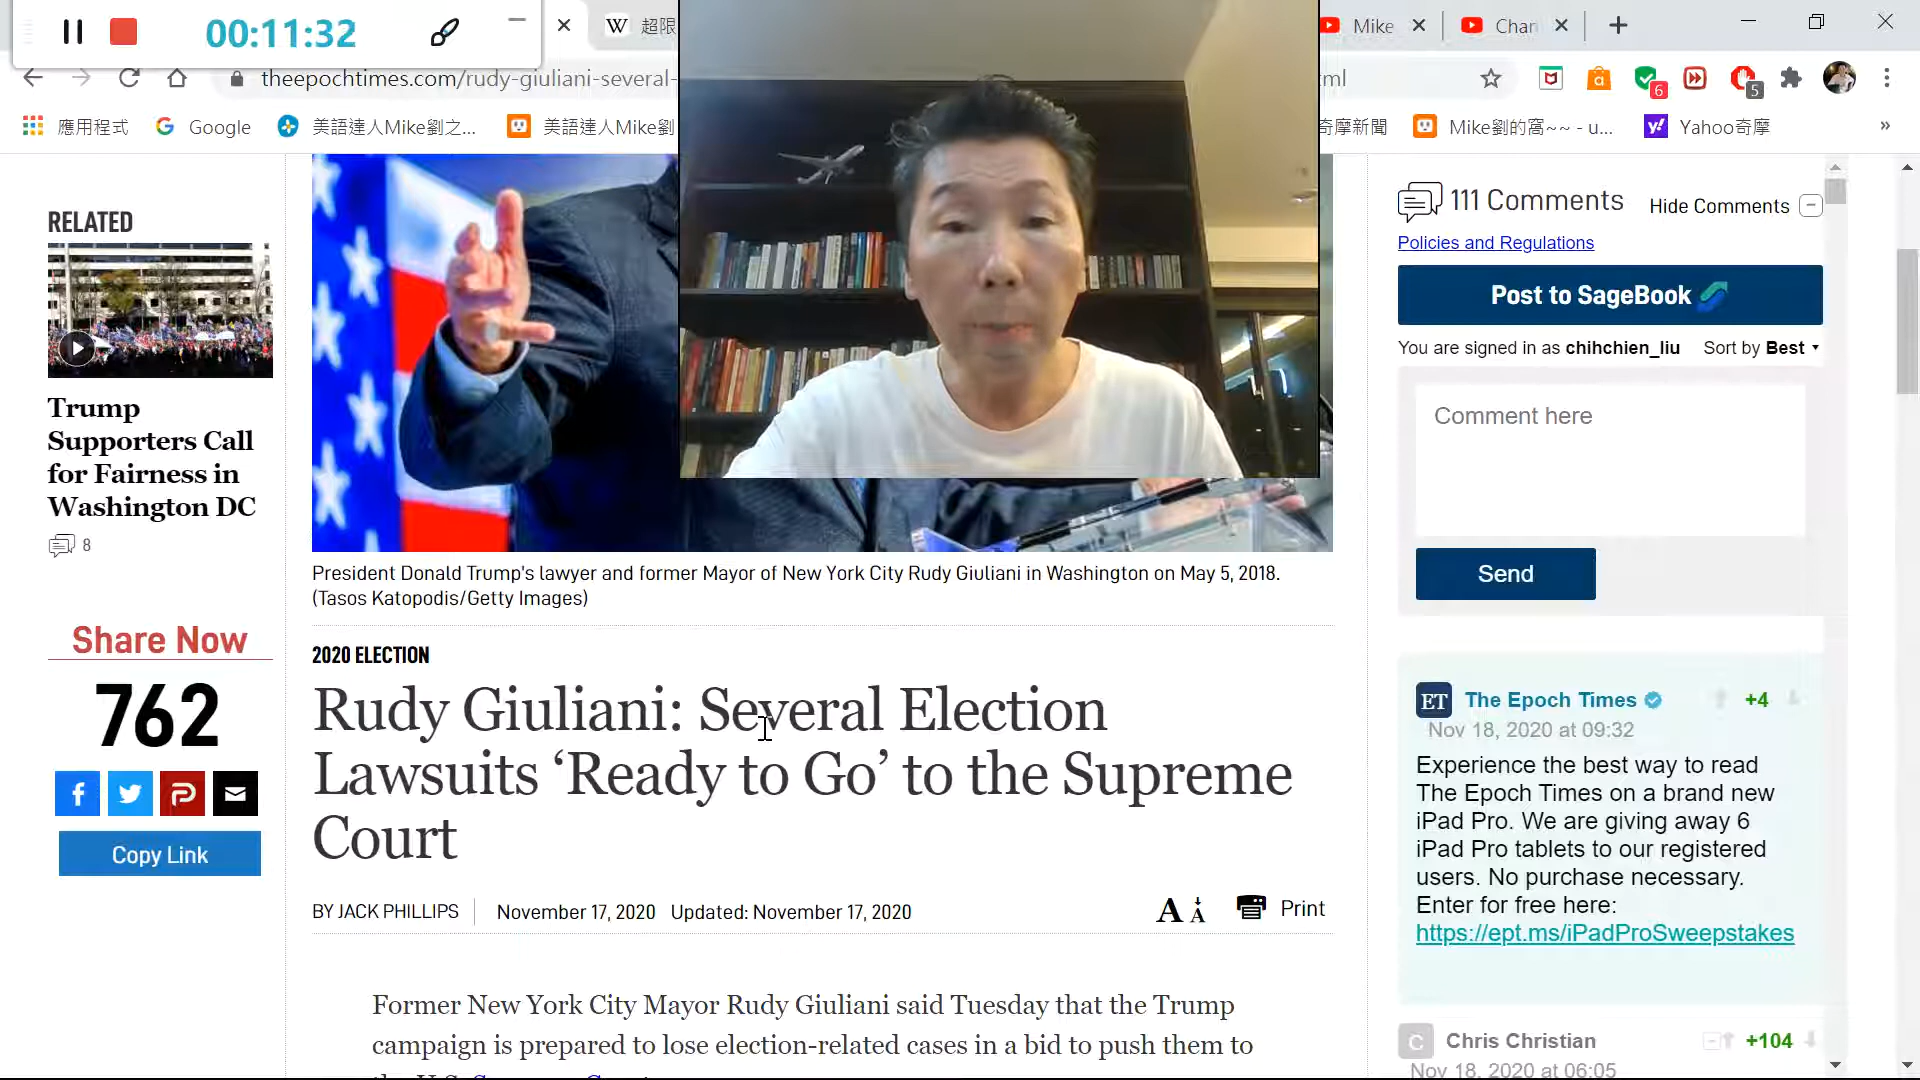 00:11:32
W 超限
Mike
Chan
theepochtimes.com/rudy-giuliani-several-
ml
6
5
應用程式
Google
美語達人Mike劉之...
美語達人Mike劉
奇摩新聞
Mike劉的窩~~ - u...
Yahoo奇摩
»
RELATED
Trump
Supporters Call
for Fairness in
Washington DC
8
Share Now
762
Copy Link
President Donald Trump's lawyer and former Mayor of New York City Rudy Giuliani in Washington on May 5, 2018.
(Tasos Katopodis/Getty Images)
2020 ELECTION
Rudy Giuliani: Several Election
Lawsuits ‘Ready to Go’ to the Supreme
Court
BY JACK PHILLIPS
November 17, 2020 Updated: November 17, 2020
A A
Print
Former New York City Mayor Rudy Giuliani said Tuesday that the Trump
campaign is prepared to lose election-related cases in a bid to push them to
111 Comments
Hide Comments
Policies and Regulations
Post to SageBook
You are signed in as chihchien_liu
Sort by Best
Comment here
Send
ET The Epoch Times
+4
Nov 18, 2020 at 09:32
Experience the best way to read
The Epoch Times on a brand new
iPad Pro. We are giving away 6
iPad Pro tablets to our registered
users. No purchase necessary.
Enter for free here:
https://ept.ms/iPadProSweepstakes
C Chris Christian
+104
Nov 18, 2020 at 06:05